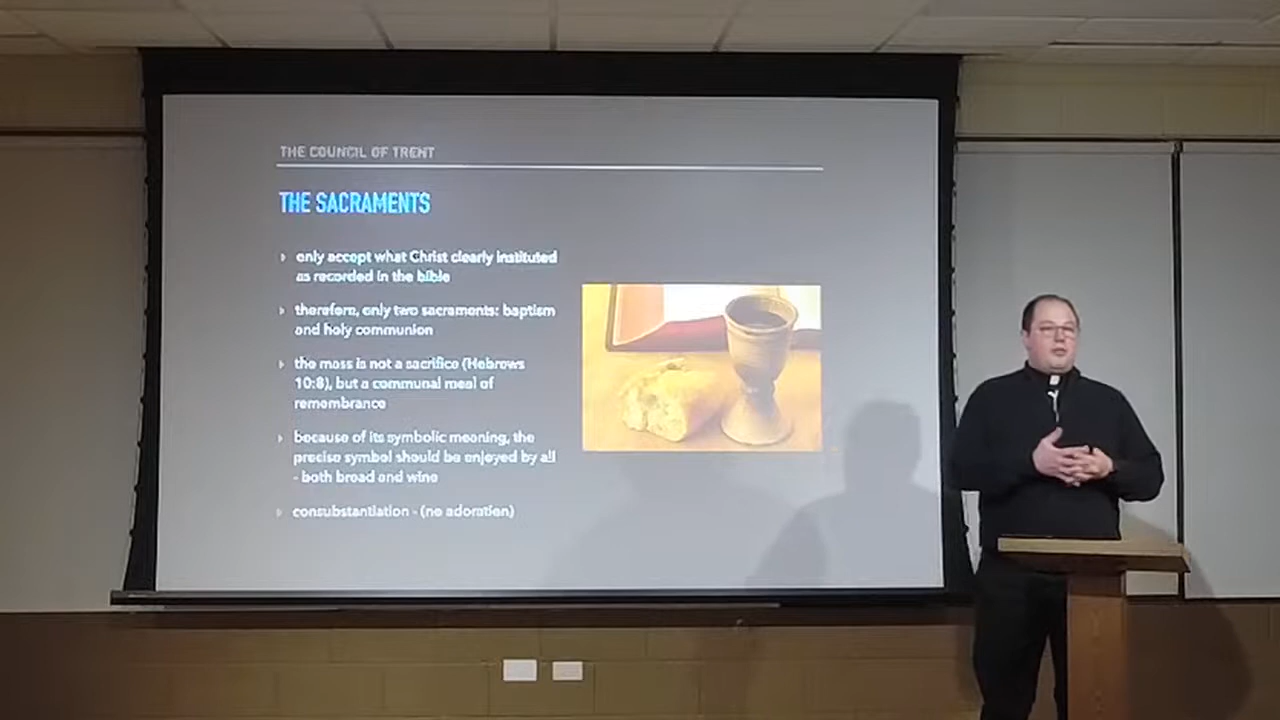 THE COUNCIL OF TRENT
THE SACRAMENTS
only accept what Christ clearly instituted
as recorded in the bible
therefore, only two sacraments: baptism
and holy communion
the mass is not a sacrifice (Hebrews
10:8), but a communal meal of
remembrance
because of its symbolic meaning, the
precise symbol should be enjoyed by all
- both bread and wine
consubstantiation - (no adoration)